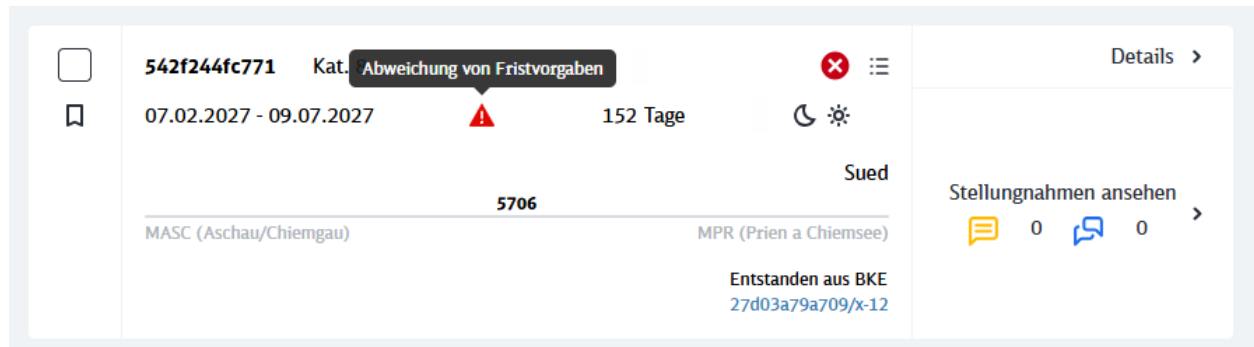 542f244fc771 Kat. Abweichung von Fristvorgaben
Details
07.02.2027 - 09.07.2027 152 Tage
Sued
5706
MASC (Aschau/Chiemgau) MPR (Prien a Chiemsee)
Stellungnahmen ansehen
0 0
Entstanden aus BKE
27d03a79a709/x-12